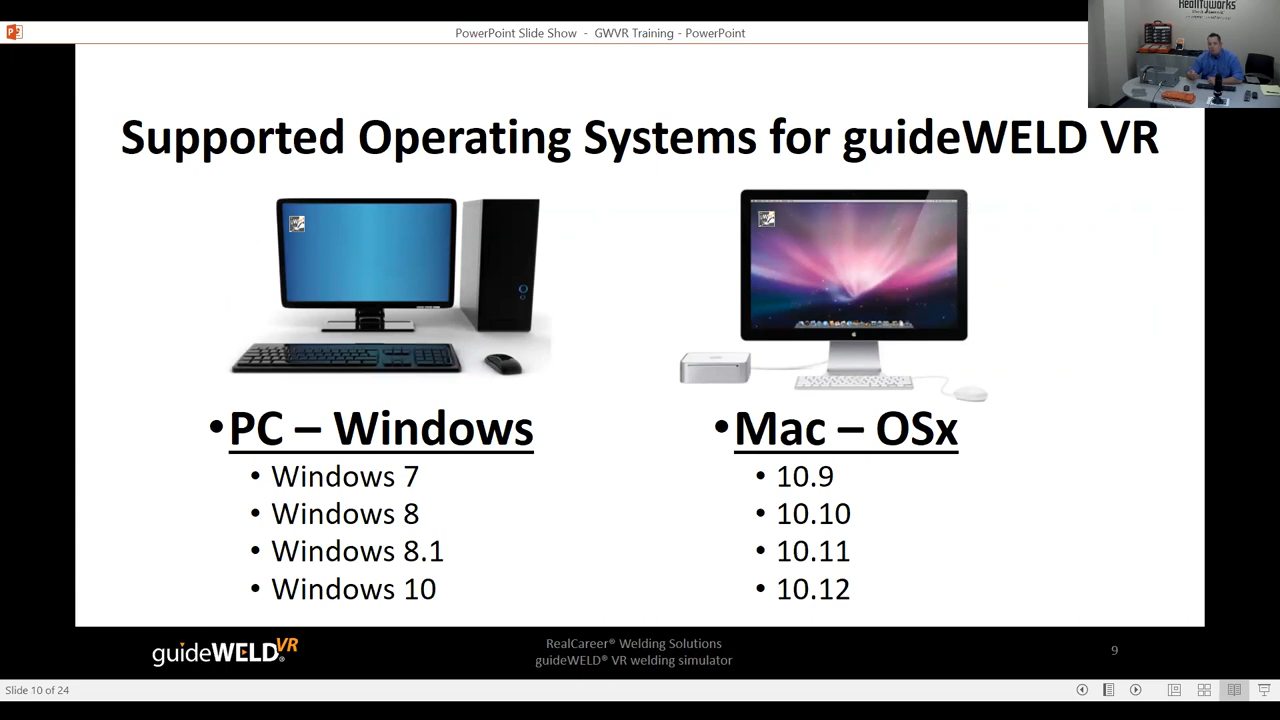 PowerPoint Slide Show - GWVR Training - PowerPoint
Realityworks
Supported Operating Systems for guideWELD VR
• PC – Windows
• Windows 7
• Windows 8
• Windows 8.1
• Windows 10
• Mac – OSx
• 10.9
• 10.10
• 10.11
• 10.12
guideWELD VR®
RealCareer® Welding Solutions
guideWELD® VR welding simulator
9
Slide 10 of 24